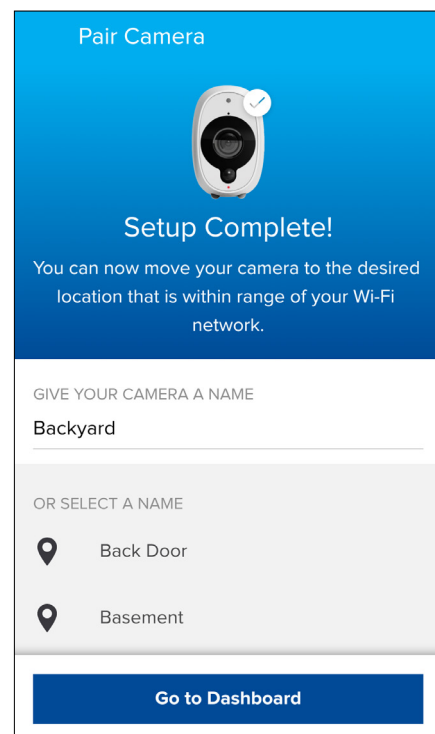 Pair Camera
Setup Complete!
You can now move your camera to the desired
location that is within range of your Wi-Fi
network.
GIVE YOUR CAMERA A NAME
Backyard
OR SELECT A NAME
Back Door
Basement
Go to Dashboard